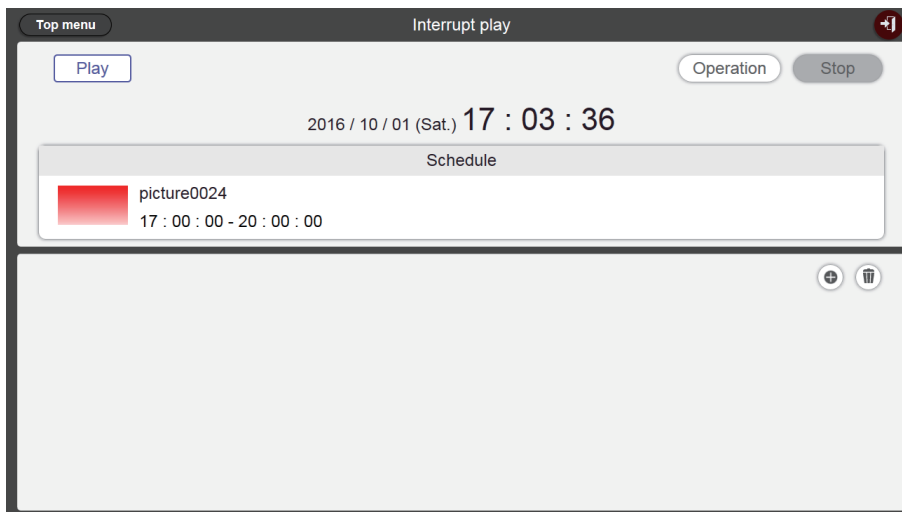 Top menu
Interrupt play
Play
Operation
Stop
2016 / 10 / 01 (Sat.) 17 : 03 : 36
Schedule
picture0024
17 : 00 : 00 - 20 : 00 : 00